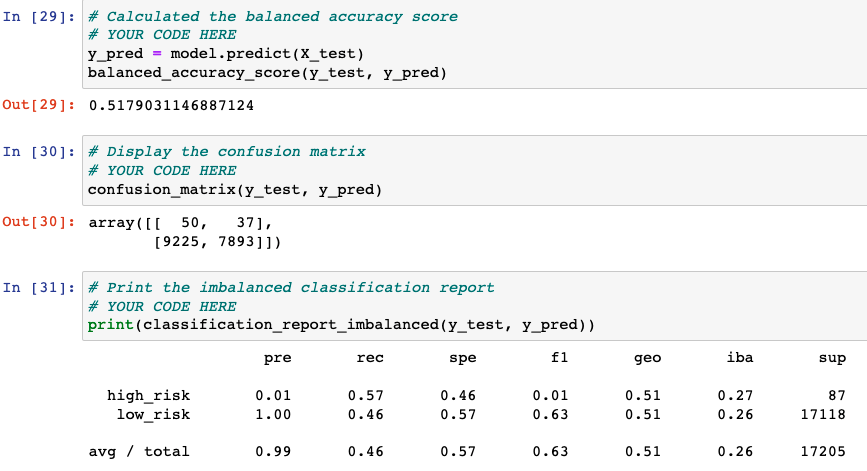 In [29]: # Calculated the balanced accuracy score
# YOUR CODE HERE
y_pred = model.predict(X_test)
balanced_accuracy_score(y_test, y_pred)
Out[29]: 0.5179031146887124
In [30]: # Display the confusion matrix
# YOUR CODE HERE
confusion_matrix(y_test, y_pred)
Out[30]: array([[  50,   37],
[9225, 7893]])
In [31]: # Print the imbalanced classification report
# YOUR CODE HERE
print(classification_report_imbalanced(y_test, y_pred))
pre rec spe f1 geo iba sup
high_risk 0.01 0.57 0.46 0.01 0.51 0.27 87
low_risk 1.00 0.46 0.57 0.63 0.51 0.26 17118
avg / total 0.99 0.46 0.57 0.63 0.51 0.26 17205